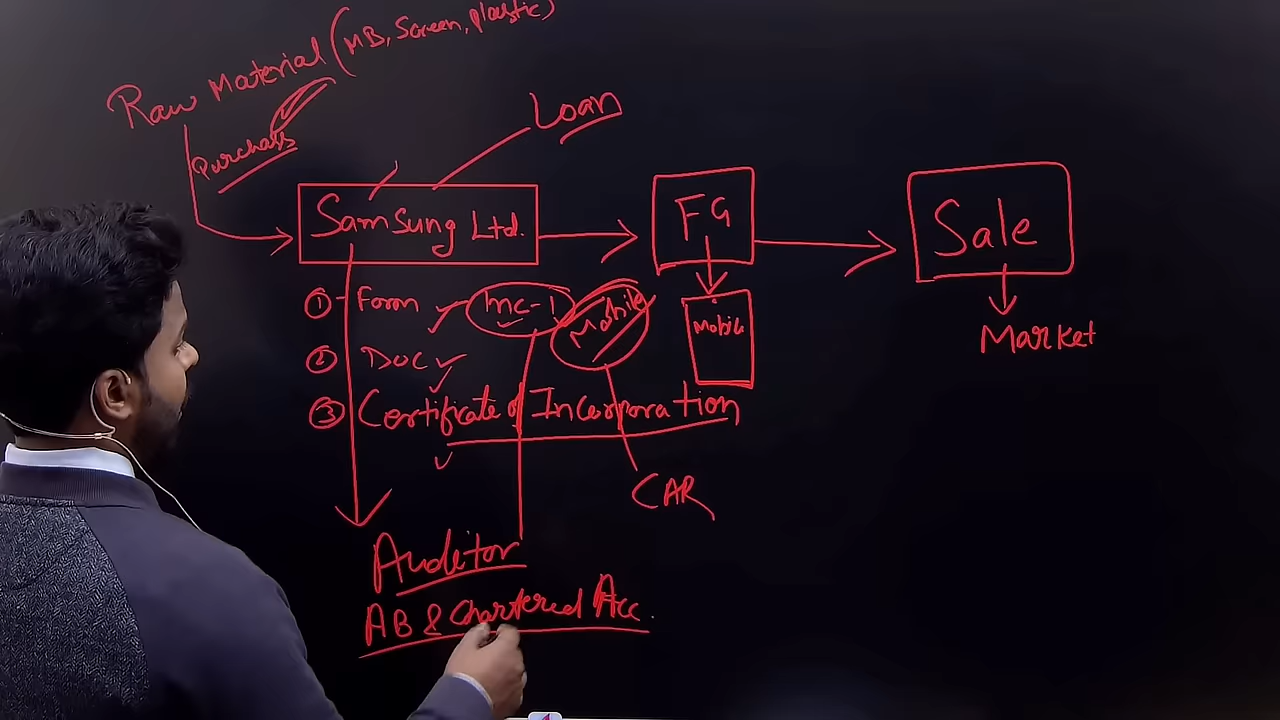 Raw Material (MB, Screen, plastic)
Purchase
Loan
Samsung Ltd.
FG
Sale
① Form inc-1 Mobile
Mobile
Market
② Doc
③ Certificate of Incorporation
CAR
Auditor
AB & Chartered Acc.